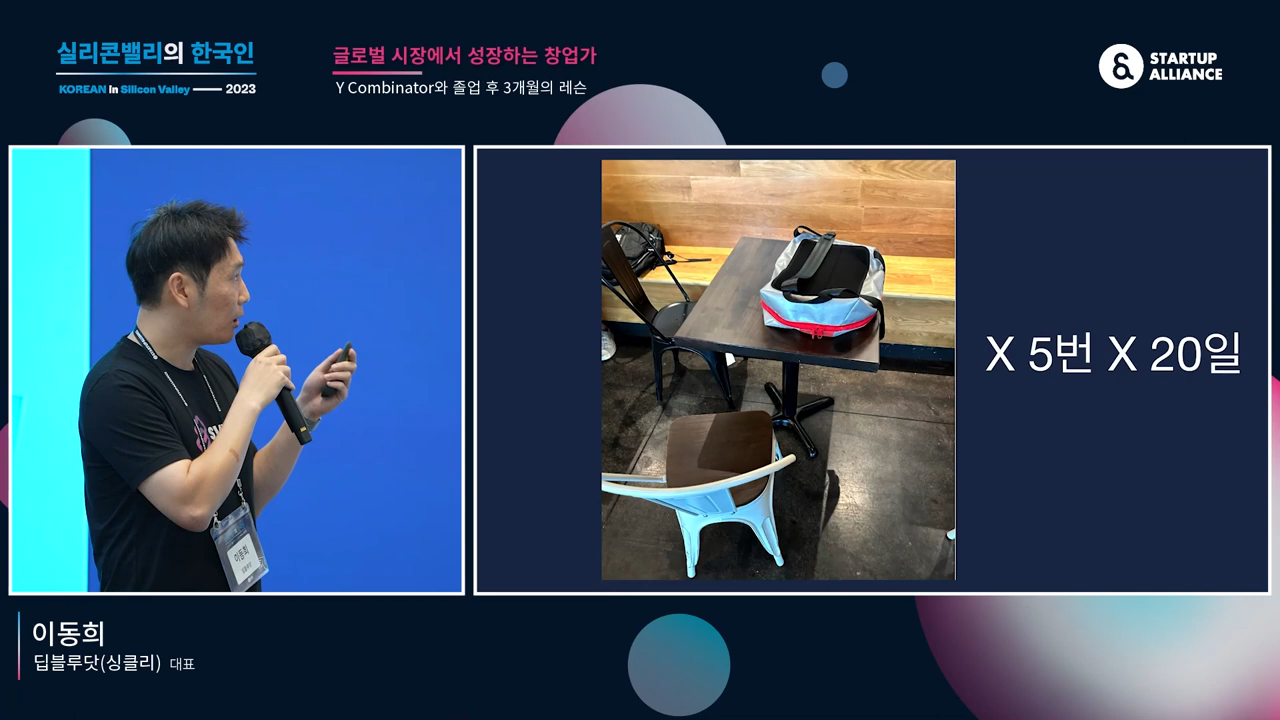 실리콘밸리의 한국인
KOREAN In Silicon Valley 2023
글로벌 시장에서 성장하는 창업가
Y Combinator와 졸업 후 3개월의 레슨
STARTUP
ALLIANCE
X 5번 X 20일
이동희
이동희
딥블루닷(싱클리) 대표